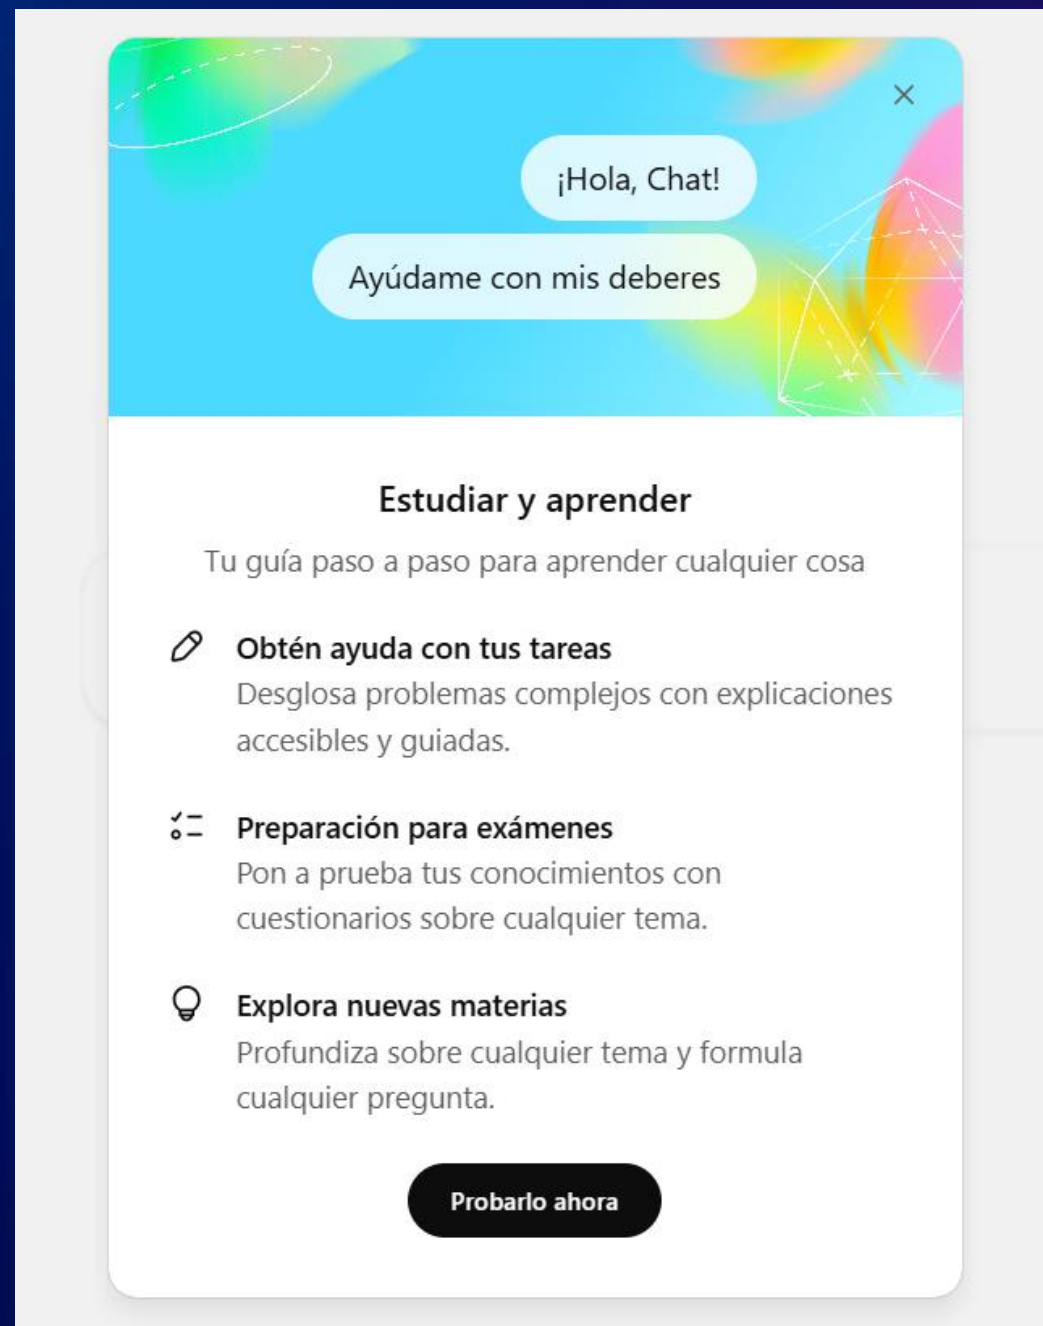 ¡Hola, Chat!
Ayúdame con mis deberes
Estudiar y aprender
Tu guía paso a paso para aprender cualquier cosa
Obtén ayuda con tus tareas
Desglosa problemas complejos con explicaciones
accesibles y guiadas.
Preparación para exámenes
Pon a prueba tus conocimientos con
cuestionarios sobre cualquier tema.
Explora nuevas materias
Profundiza sobre cualquier tema y formula
cualquier pregunta.
Probarlo ahora